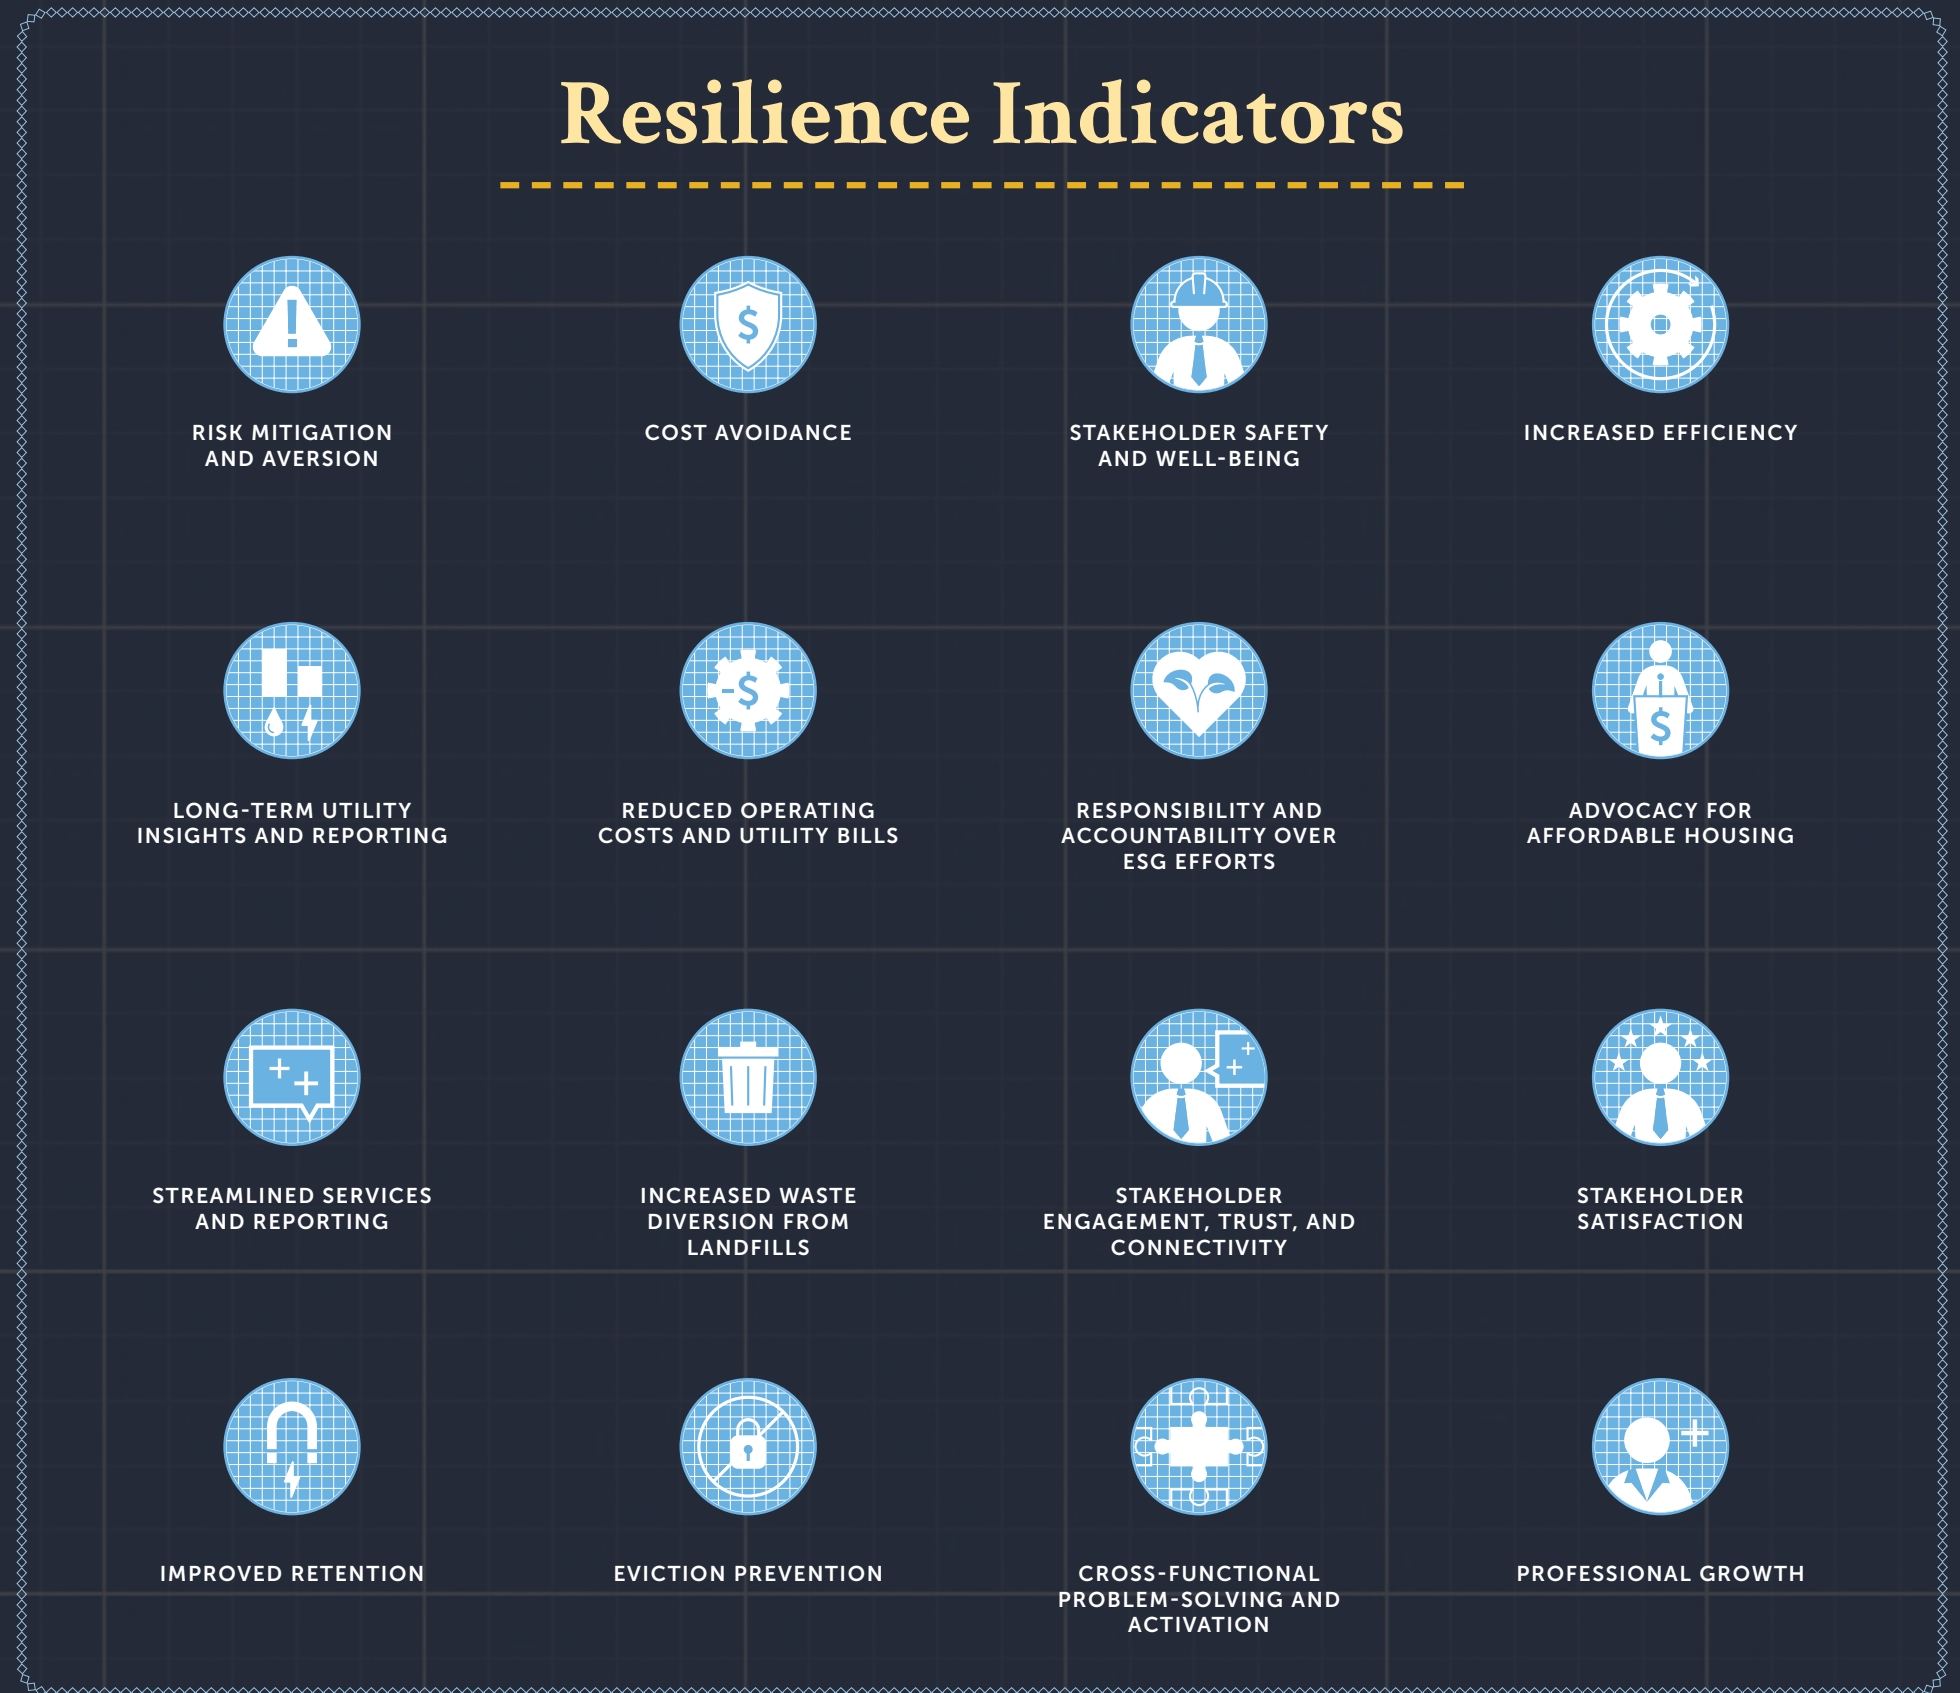 Resilience Indicators
RISK MITIGATION
AND AVERSION
COST AVOIDANCE
STAKEHOLDER SAFETY
AND WELL-BEING
INCREASED EFFICIENCY
LONG-TERM UTILITY
INSIGHTS AND REPORTING
REDUCED OPERATING
COSTS AND UTILITY BILLS
RESPONSIBILITY AND
ACCOUNTABILITY OVER
ESG EFFORTS
ADVOCACY FOR
AFFORDABLE HOUSING
STREAMLINED SERVICES
AND REPORTING
INCREASED WASTE
DIVERSION FROM
LANDFILLS
STAKEHOLDER
ENGAGEMENT, TRUST, AND
CONNECTIVITY
STAKEHOLDER
SATISFACTION
IMPROVED RETENTION
EVICTION PREVENTION
CROSS-FUNCTIONAL
PROBLEM-SOLVING AND
ACTIVATION
PROFESSIONAL GROWTH